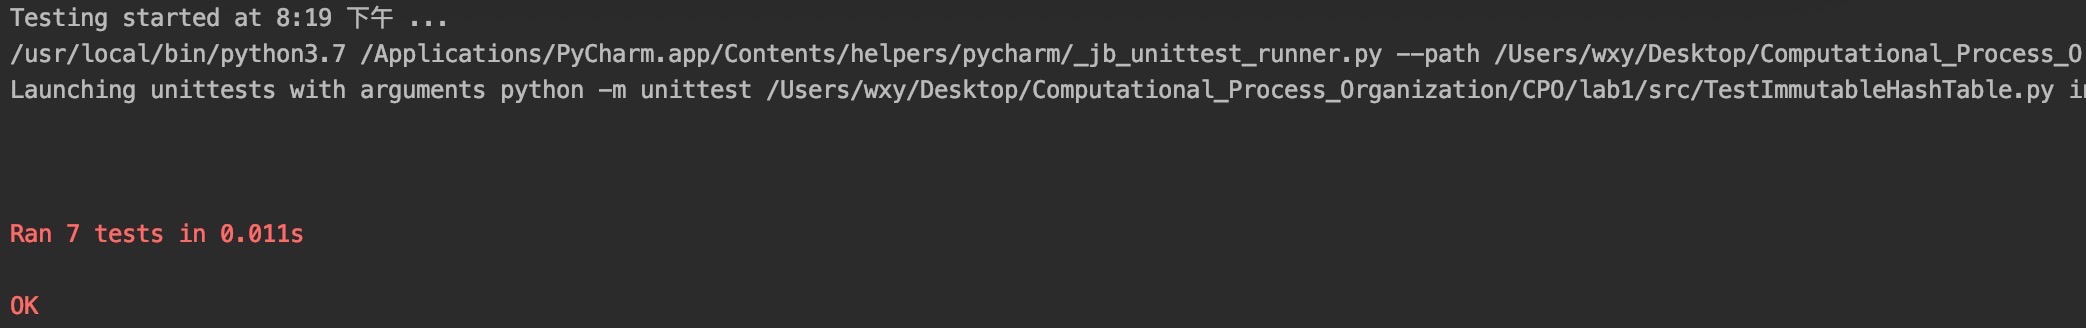 Testing started at 8:19 下午 ...
/usr/local/bin/python3.7 /Applications/PyCharm.app/Contents/helpers/pycharm/_jb_unittest_runner.py --path /Users/wxy/Desktop/Computational_Process_O
Launching unittests with arguments python -m unittest /Users/wxy/Desktop/Computational_Process_Organization/CPO/lab1/src/TestImmutableHashTable.py in
Ran 7 tests in 0.011s
OK